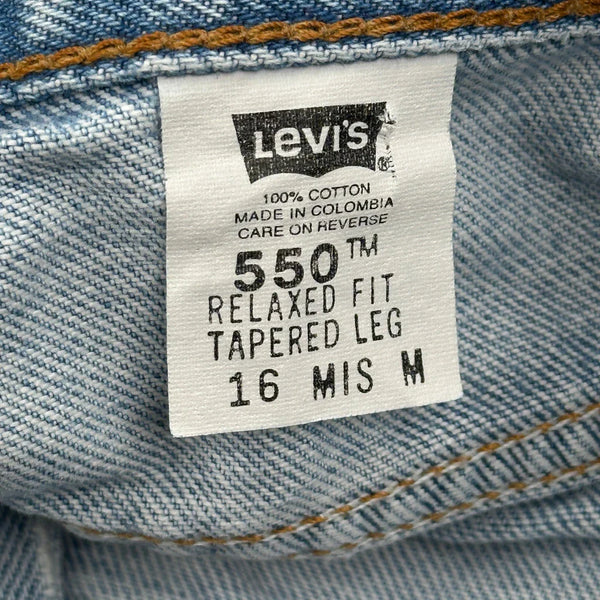 Levi's
®
100% COTTON
MADE IN COLOMBIA
CARE ON REVERSE
550™
RELAXED FIT
TAPERED LEG
16 MIS M